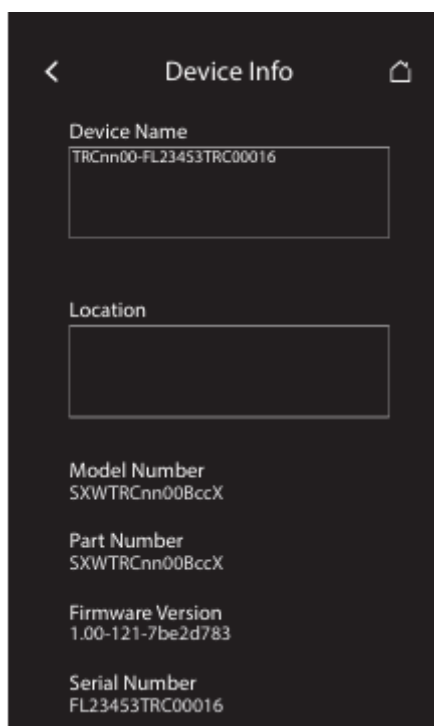 Device Info
Device Name
TRCnn00-FL23453TRC00016
Location
Model Number
SXWTRCnn00BccX
Part Number
SXWTRCnn00BccX
Firmware Version
1.00-121-7be2d783
Serial Number
FL23453TRC00016